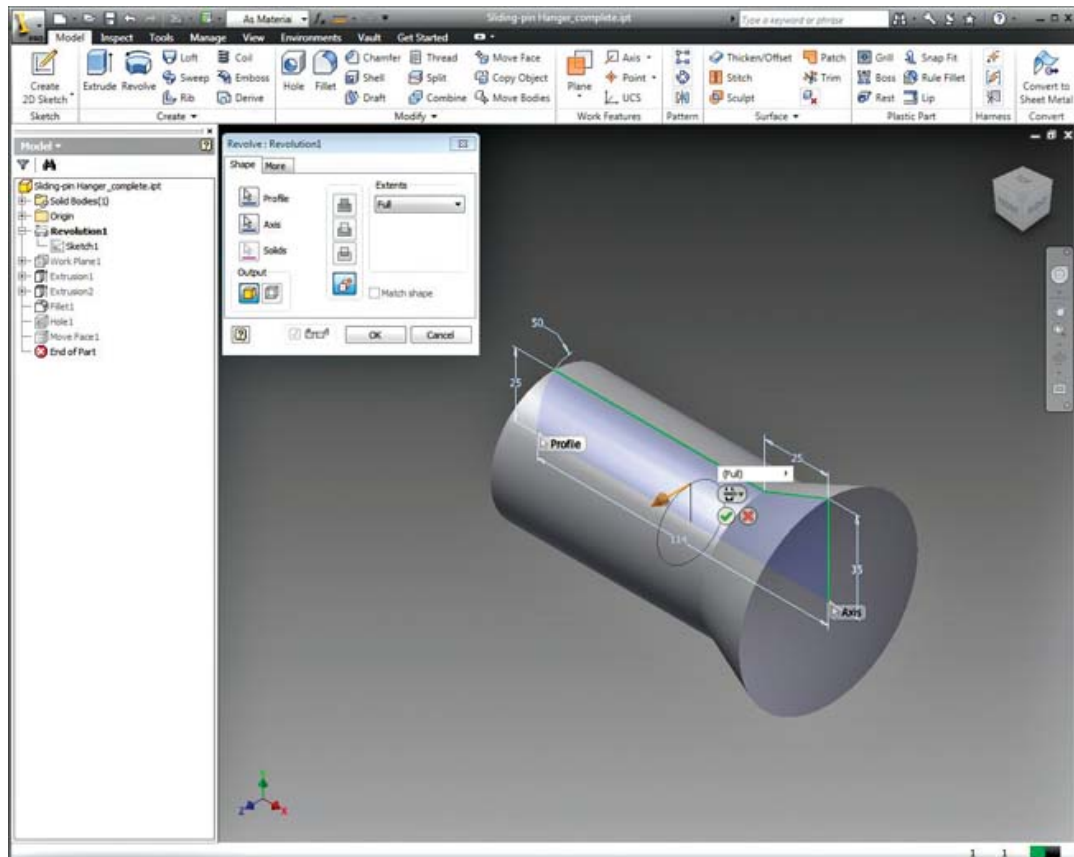 PRO
As Materia
Sliding-pin Hanger_complete.ipt
Type a keyword or phrase
Model Inspect Tools Manage View Environments Vault Get Started
Create 2D Sketch
Extrude Revolve
Loft
Sweep
Rib
Coil
Emboss
Derive
Hole Fillet
Chamfer
Shell
Draft
Thread
Split
Combine
Move Face
Copy Object
Move Bodies
Plane
Axis
Point
UCS
Thicken/Offset
Stitch
Sculpt
Patch
Trim
Grill
Boss
Rest
Snap Fit
Rule Fillet
Lip
Convert to Sheet Metal
Sketch Create Modify Work Features Pattern Surface Plastic Part Harness Convert
Model
Sliding-pin Hanger_complete.ipt
Solid Bodies(1)
Origin
Revolution1
Sketch1
Work Plane1
Extrusion1
Extrusion2
Fillet1
Hole1
Move Face1
End of Part
Revolve : Revolution1
Shape More
Profile
Axis
Solids
Output
Extents
Full
Match shape
OK Cancel
50
25
Profile
25
(Full)
114
35
Axis
Y
Z X
1 1